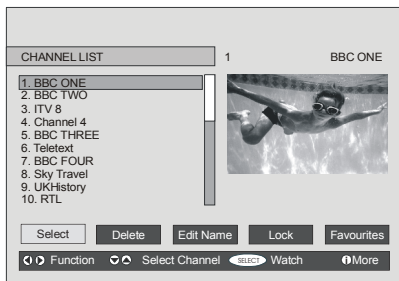 CHANNEL LIST
1 BBC ONE
1. BBC ONE
2. BBC TWO
3. ITV 8
4. Channel 4
5. BBC THREE
6. Teletext
7. BBC FOUR
8. Sky Travel
9. UKHistory
10. RTL
Select Delete Edit Name Lock Favourites
Function Select Channel SELECT Watch i More